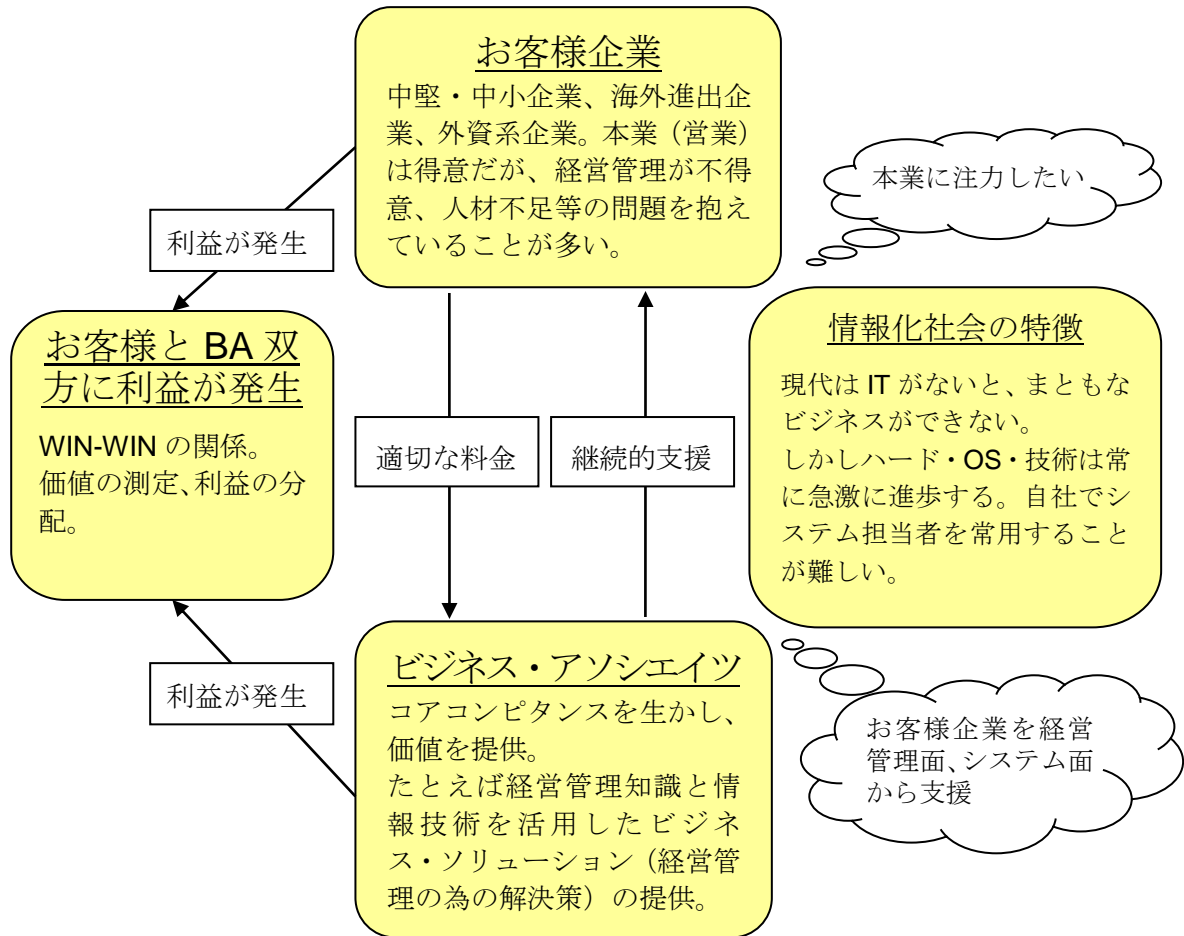 お客様企業
中堅・中小企業、海外進出企
業、外資系企業。本業（営業）
は得意だが、経営管理が不得
意、人材不足等の問題を抱え
ていることが多い。
本業に注力したい
利益が発生
お客様と BA 双
方に利益が発生
WIN-WIN の関係。
価値の測定、利益の分
配。
適切な料金
継続的支援
情報化社会の特徴
現代は IT がないと、まともな
ビジネスができない。
しかしハード・OS・技術は常
に急激に進歩する。自社でシ
ステム担当者を常用すること
が難しい。
利益が発生
ビジネス・アソシエイツ
コアコンピタンスを生かし、
価値を提供。
たとえば経営管理知識と情
報技術を活用したビジネ
ス・ソリューション（経営管
理の為の解決策）の提供。
お客様企業を経営
管理面、システム面
から支援